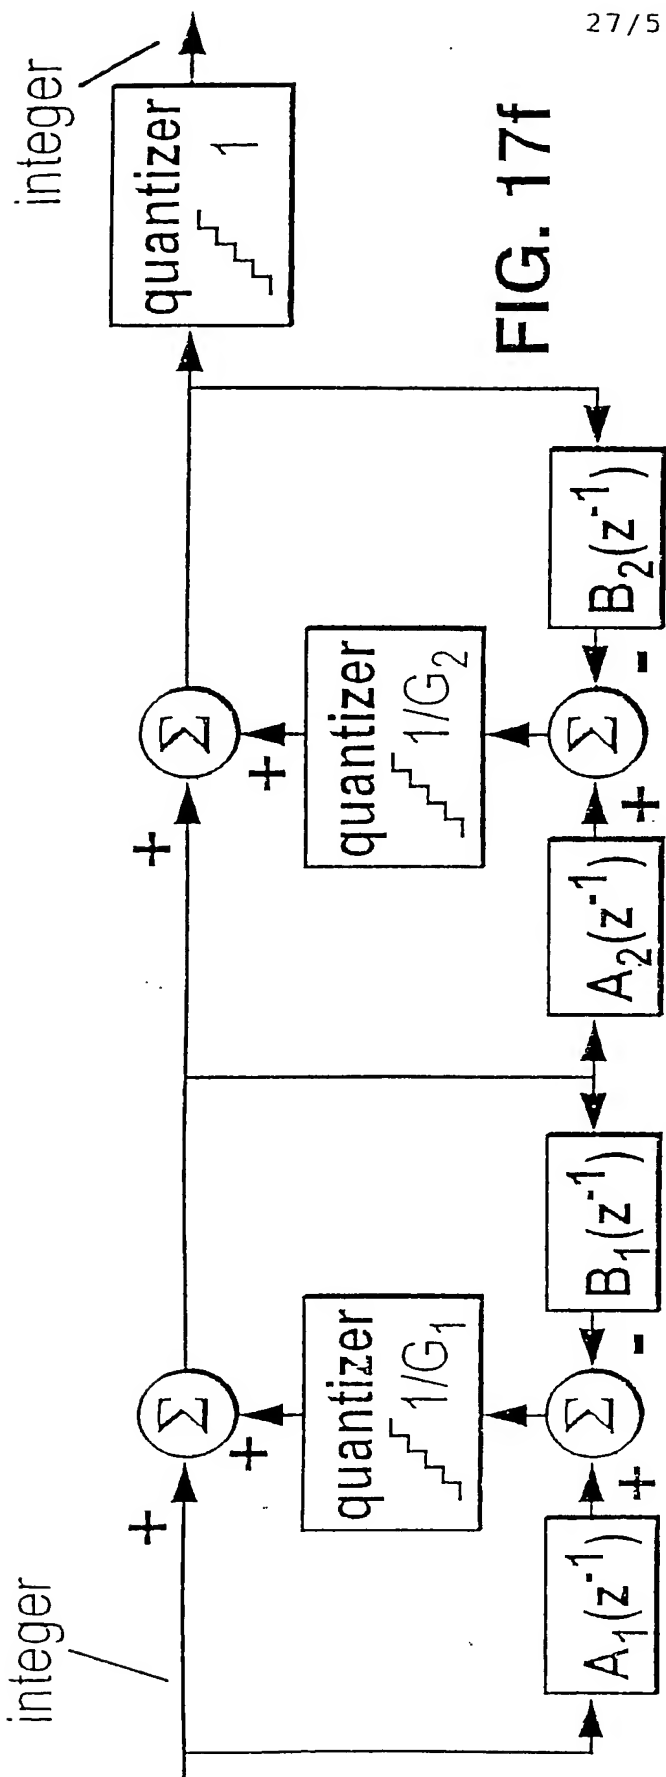 27/5
integer
+
A₁(z⁻¹)
+
Σ
-
B₁(z⁻¹)
quantizer
1/G₁
+
Σ
+
A₂(z⁻¹)
+
Σ
-
B₂(z⁻¹)
quantizer
1/G₂
+
Σ
quantizer
1
integer
FIG. 17f